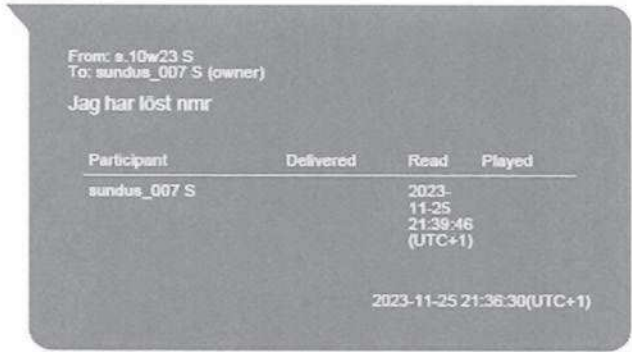 From: s.10w23 S
To: sundus_007 S (owner)
Jag har löst nmr
Participant Delivered Read Played
sundus_007 S 2023-
11-25
21:39:46
(UTC+1)
2023-11-25 21:36:30(UTC+1)